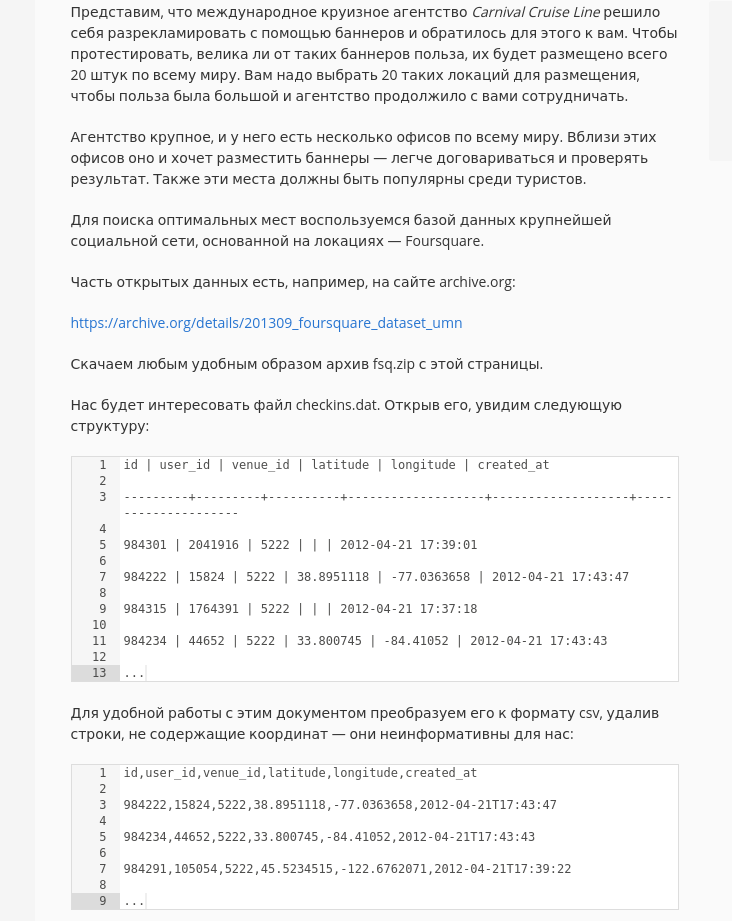 Представим, что международное круизное агентство Carnival Cruise Line решило
себя разрекламировать с помощью баннеров и обратилось для этого к вам. Чтобы
протестировать, велика ли от таких баннеров польза, их будет размещено всего
20 штук по всему миру. Вам надо выбрать 20 таких локаций для размещения,
чтобы польза была большой и агентство продолжило с вами сотрудничать.
Агентство крупное, и у него есть несколько офисов по всему миру. Вблизи этих
офисов оно и хочет разместить баннеры — легче договариваться и проверять
результат. Также эти места должны быть популярны среди туристов.
Для поиска оптимальных мест воспользуемся базой данных крупнейшей
социальной сети, основанной на локациях — Foursquare.
Часть открытых данных есть, например, на сайте archive.org:
https://archive.org/details/201309_foursquare_dataset_umn
Скачаем любым удобным образом архив fsq.zip с этой страницы.
Нас будет интересовать файл checkins.dat. Открыв его, увидим следующую
структуру:
1 id | user_id | venue_id | latitude | longitude | created_at
2
3 ---------+---------+----------+-------------------+-------------------+-----
----------------
4
5 984301 | 2041916 | 5222 | | | 2012-04-21 17:39:01
6
7 984222 | 15824 | 5222 | 38.8951118 | -77.0363658 | 2012-04-21 17:43:47
8
9 984315 | 1764391 | 5222 | | | 2012-04-21 17:37:18
10
11 984234 | 44652 | 5222 | 33.800745 | -84.41052 | 2012-04-21 17:43:43
12
13 ...
Для удобной работы с этим документом преобразуем его к формату csv, удалив
строки, не содержащие координат — они неинформативны для нас:
1 id,user_id,venue_id,latitude,longitude,created_at
2
3 984222,15824,5222,38.8951118,-77.0363658,2012-04-21T17:43:47
4
5 984234,44652,5222,33.800745,-84.41052,2012-04-21T17:43:43
6
7 984291,105054,5222,45.5234515,-122.6762071,2012-04-21T17:39:22
8
9 ...